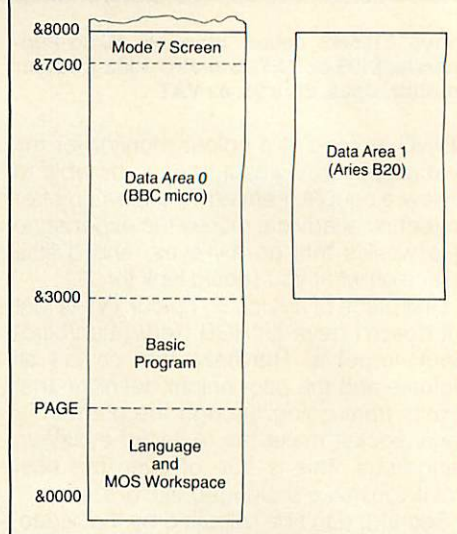 &8000
Mode 7 Screen
&7C00
Data Area 0
(BBC micro)
Data Area 1
(Aries B20)
&3000
Basic
Program
PAGE
Language
and
MOS Workspace
&0000